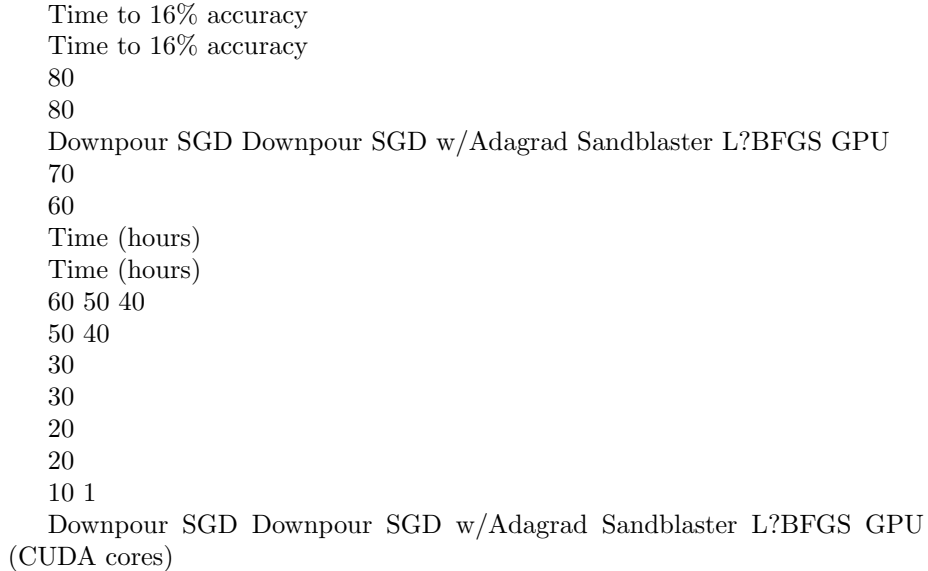 Time to 16% accuracy
Time to 16% accuracy
80
80
Downpour SGD Downpour SGD w/Adagrad Sandblaster L?BFGS GPU
70
60
Time (hours)
Time (hours)
60 50 40
50 40
30
30
20
20
10 1
Downpour SGD Downpour SGD w/Adagrad Sandblaster L?BFGS GPU
(CUDA cores)